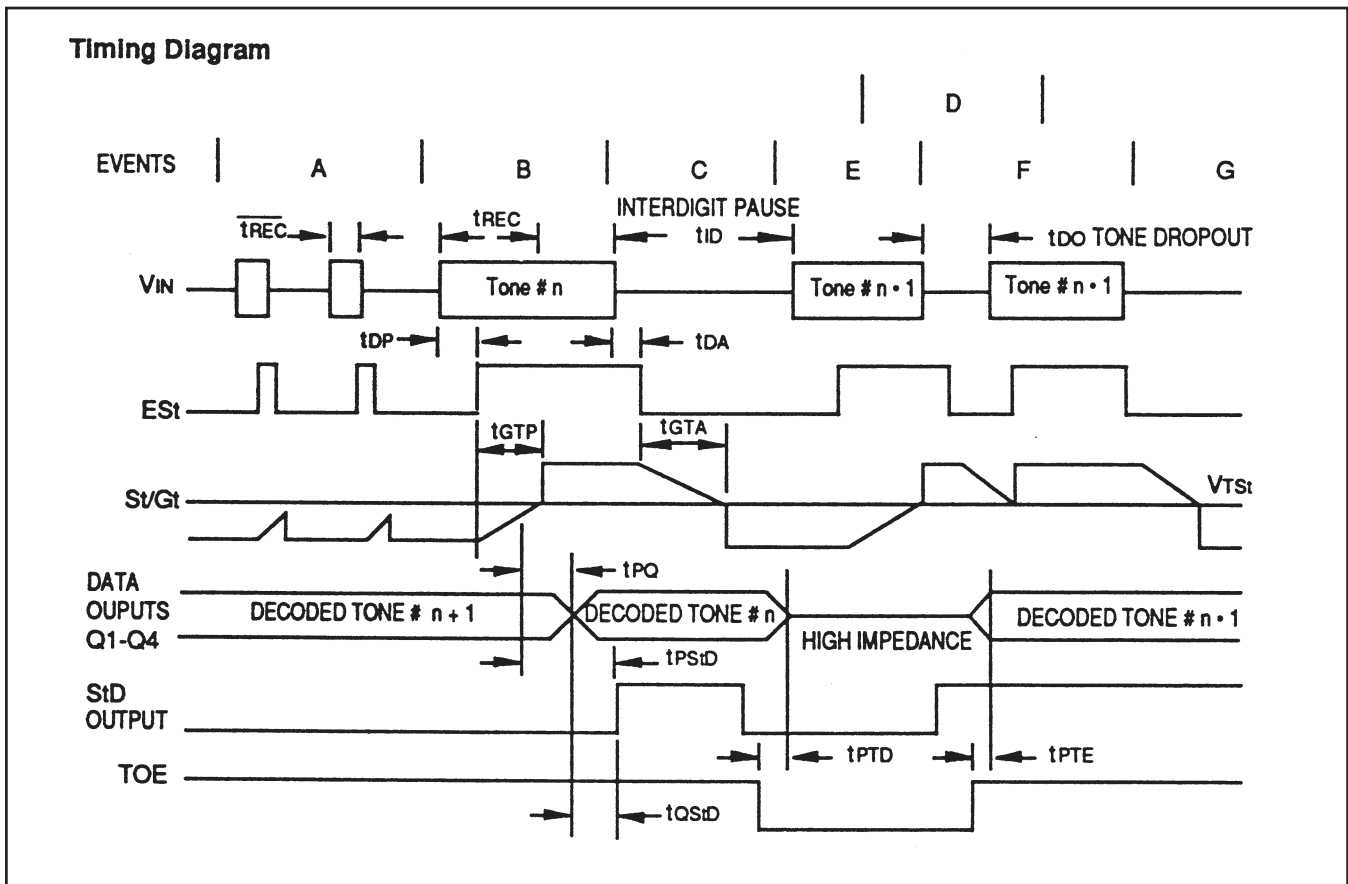 Timing Diagram
D
EVENTS A B C E F G
INTERDIGIT PAUSE
tREC tREC tID tDO TONE DROPOUT
VIN Tone # n Tone # n • 1 Tone # n • 1
tDP tDA
ESt
tGTP tGTA
St/Gt VTSt
tPQ
DATA
OUPUTS
Q1-Q4
DECODED TONE # n + 1 DECODED TONE # n HIGH IMPEDANCE DECODED TONE # n • 1
tPStD
StD
OUTPUT
tPTD tPTE
TOE
tQStD